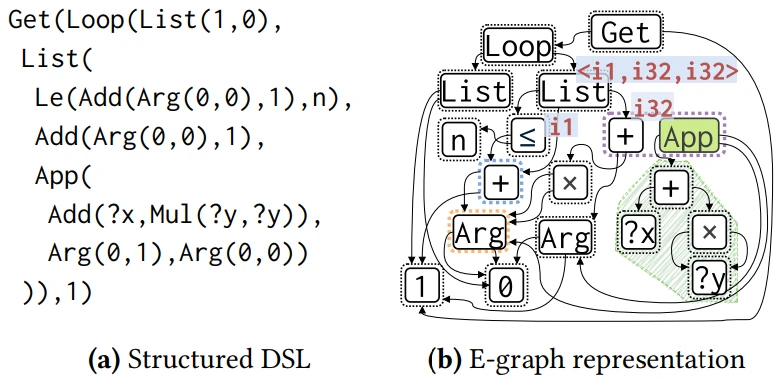 Get(Loop(List(1,0),
List(
Le(Add(Arg(0,0),1),n),
Add(Arg(0,0),1),
App(
Add(?x,Mul(?y,?y)),
Arg(0,1),Arg(0,0))
)),1)
(a) Structured DSL
Loop Get
<i1,i32,i32>
List List
i32
n ≤ i1 + App
+ × +
?x ×
Arg Arg
?y
1 0
(b) E-graph representation